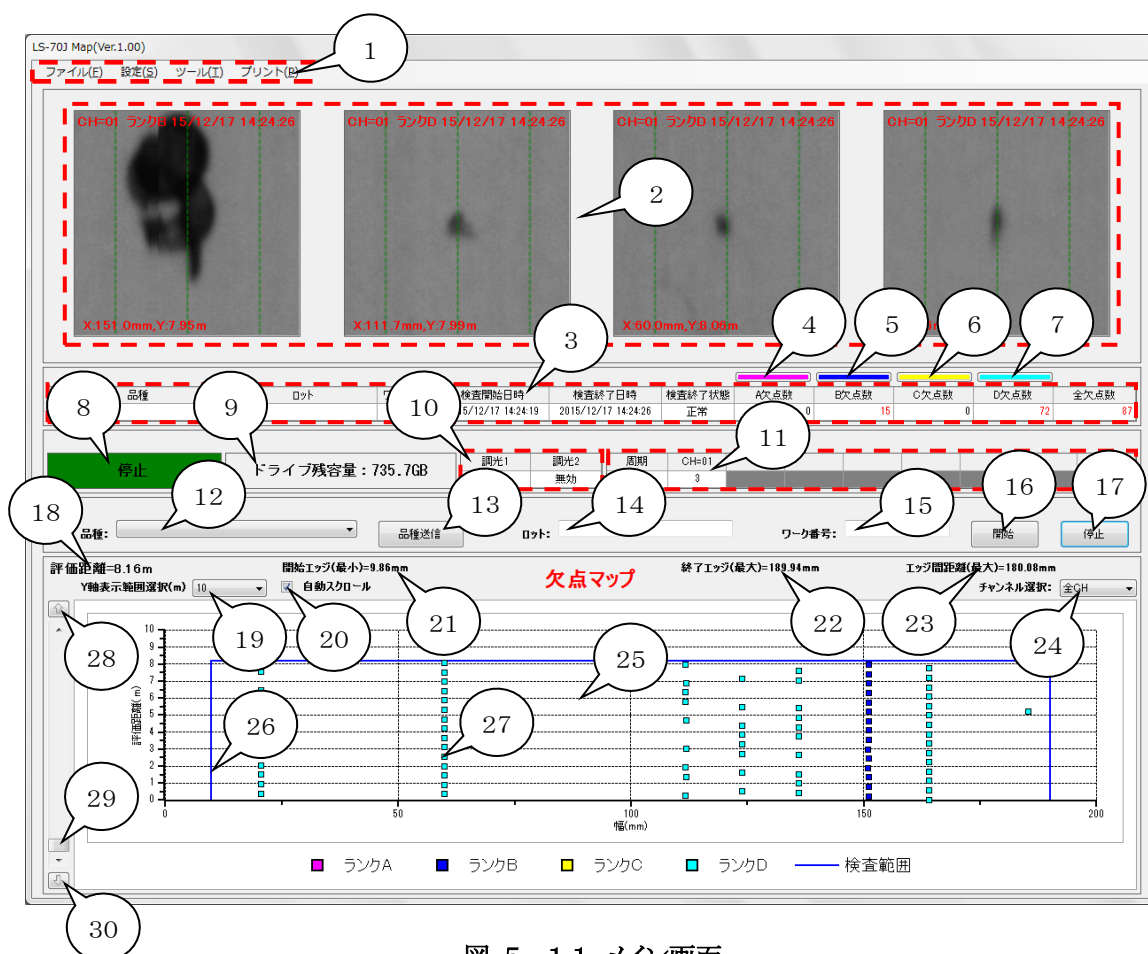 LS-70J Map(Ver.1.00)
1
ファイル(F) 設定(S) ツール(T) プリント(P)
CH=01 ランクB 15/12/17 14:24:26
CH=01 ランクD 15/12/17 14:24:26
CH=01 ランクD 15/12/17 14:24:26
CH=01 ランクD 15/12/17 14:24:26
2
X:151.0mm,Y:7.95m
X:111.7mm,Y:7.99m
X:60.0mm,Y:8.06m
3 4 5 6 7
8 9 10 11
品種 ロット 検査開始日時 検査終了日時 検査終了状態 A欠点数 B欠点数 C欠点数 D欠点数 全欠点数
5/12/17 14:24:19 2015/12/17 14:24:26 正常 0 15 0 72 87
停止 ドライブ残容量:735.7GB
調光1 調光2 周期 CH=01
無効 3
12 13 14 15 16 17
品種: 品種送信 ロット: ワーク番号: 開始 停止
18
評価距離=8.16m 開始エッジ(最小)=9.86mm 欠点マップ 終了エッジ(最大)=189.94mm エッジ間距離(最大)=180.08mm
Y軸表示範囲選択(m) 10 自動スクロール チャンネル選択: 全CH
19 20 21 22 23 24
25
26 27
28
29
30
評価距離(m)
10
9
8
7
6
5
4
3
2
1
0
0 50 100 150 200
幅(mm)
ランクA ランクB ランクC ランクD 検査範囲